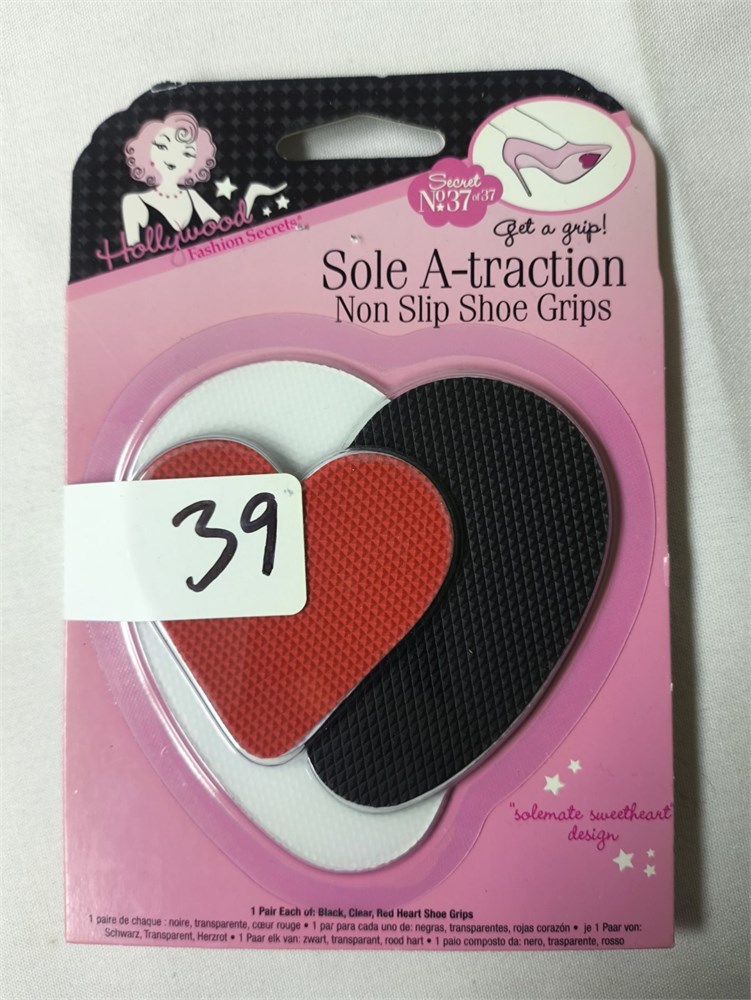 Hollywood
Fashion Secrets®
Secret
No 37 of 37
Get a grip!
Sole A-traction
Non Slip Shoe Grips
39
"solemate sweetheart"
design
1 Pair Each of: Black, Clear, Red Heart Shoe Grips
1 paire de chaque : noire, transparente, cœur rouge • 1 par para cada uno de: negras, transparentes, rojas corazón • je 1 Paar von:
Schwarz, Transparent, Herzrot • 1 Paar elk van: zwart, transparant, rood hart • 1 paio composto da: nero, trasparente, rosso